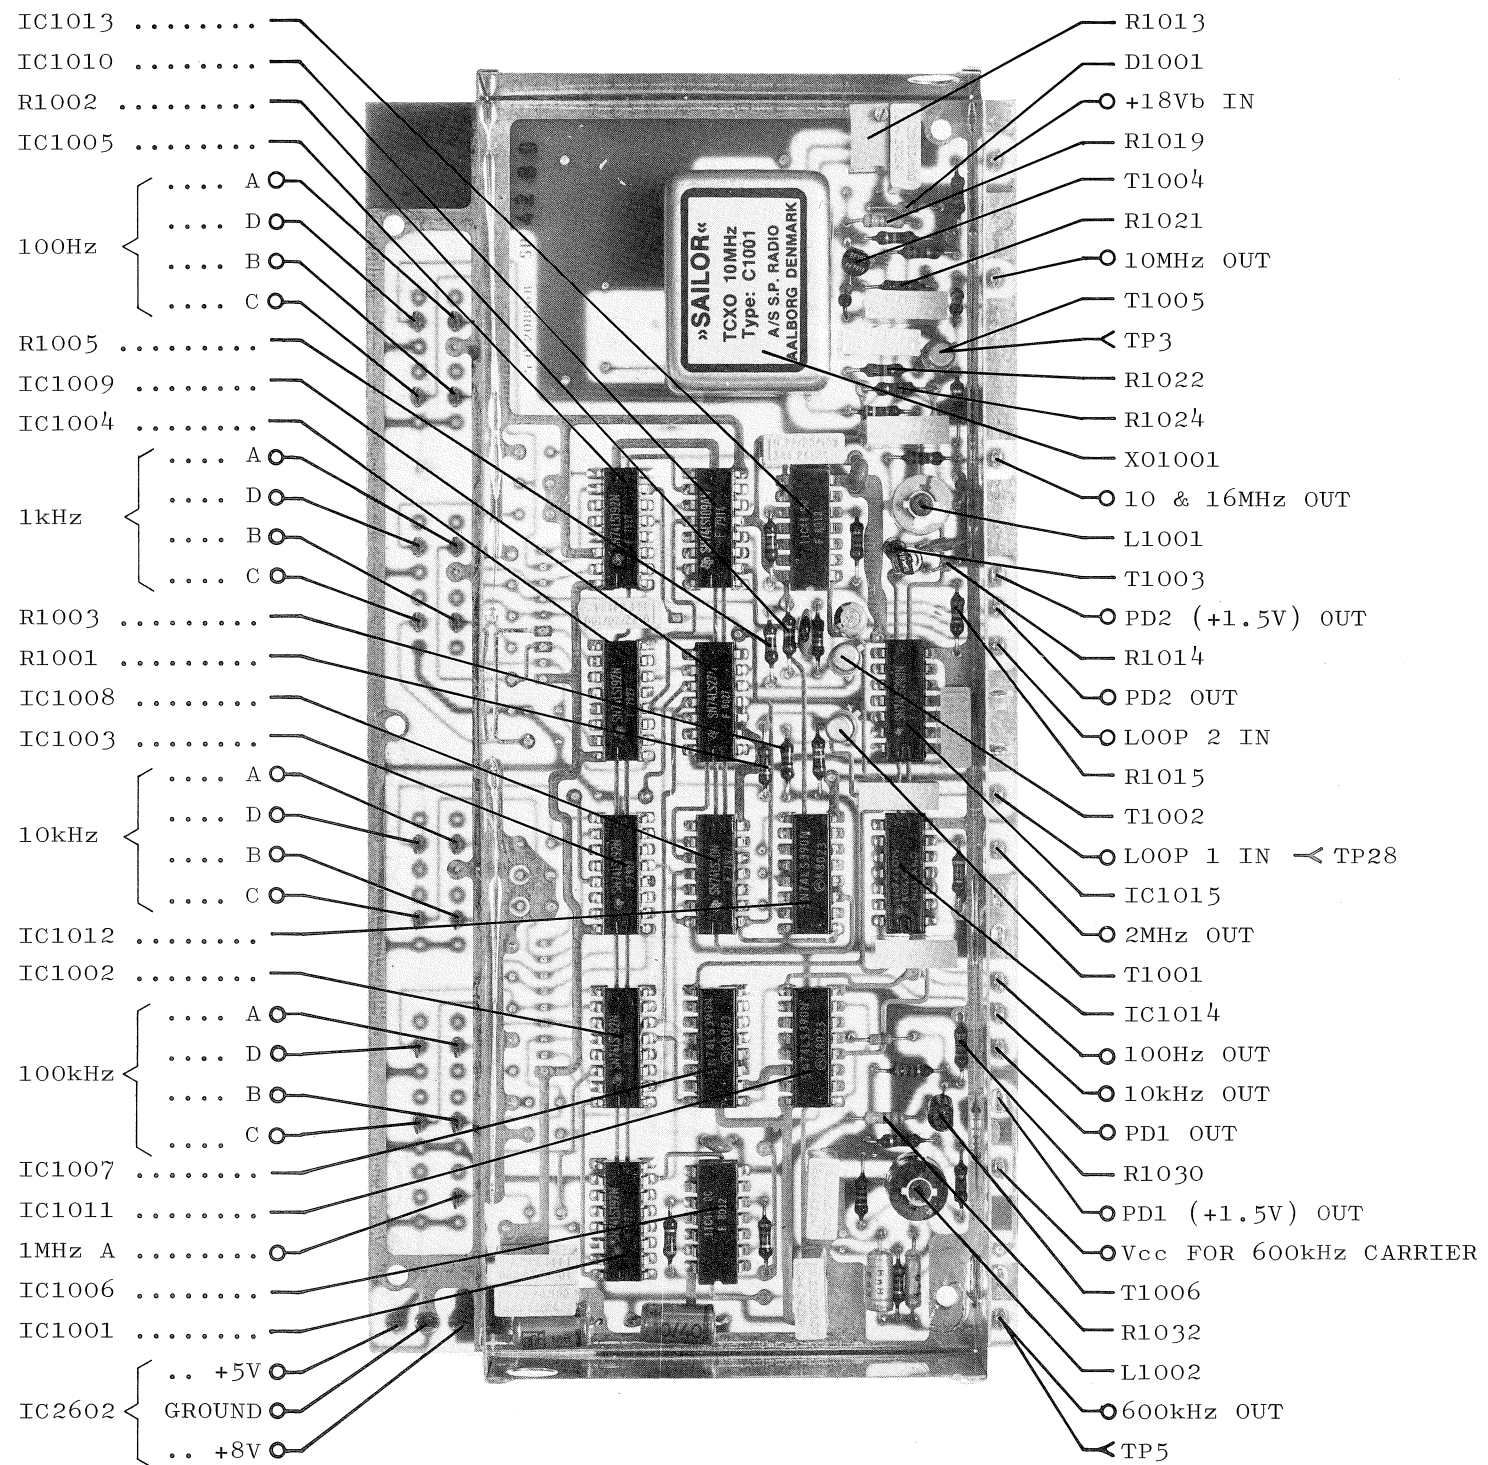 IC1013 ........
IC1010 ........
R1002 .........
IC1005 ........
100Hz
.... A
.... D
.... B
.... C
R1005 .........
IC1009 ........
IC1004 ........
1kHz
.... A
.... D
.... B
.... C
R1003 .........
R1001 .........
IC1008 ........
IC1003 ........
10kHz
.... A
.... D
.... B
.... C
IC1012 ........
IC1002 ........
100kHz
.... A
.... D
.... B
.... C
IC1007 ........
IC1011 ........
1MHz A ........
IC1006 ........
IC1001 ........
IC2602
.. +5V
GROUND
.. +8V
»SAILOR«
TCXO 10MHz
Type: C1001
A/S S.P. RADIO
AALBORG DENMARK
R1013
D1001
+18Vb IN
R1019
T1004
R1021
10MHz OUT
T1005
TP3
R1022
R1024
XO1001
10 & 16MHz OUT
L1001
T1003
PD2 (+1.5V) OUT
R1014
PD2 OUT
LOOP 2 IN
R1015
T1002
LOOP 1 IN TP28
IC1015
2MHz OUT
T1001
IC1014
100Hz OUT
10kHz OUT
PD1 OUT
R1030
PD1 (+1.5V) OUT
Vcc FOR 600kHz CARRIER
T1006
R1032
L1002
600kHz OUT
TP5